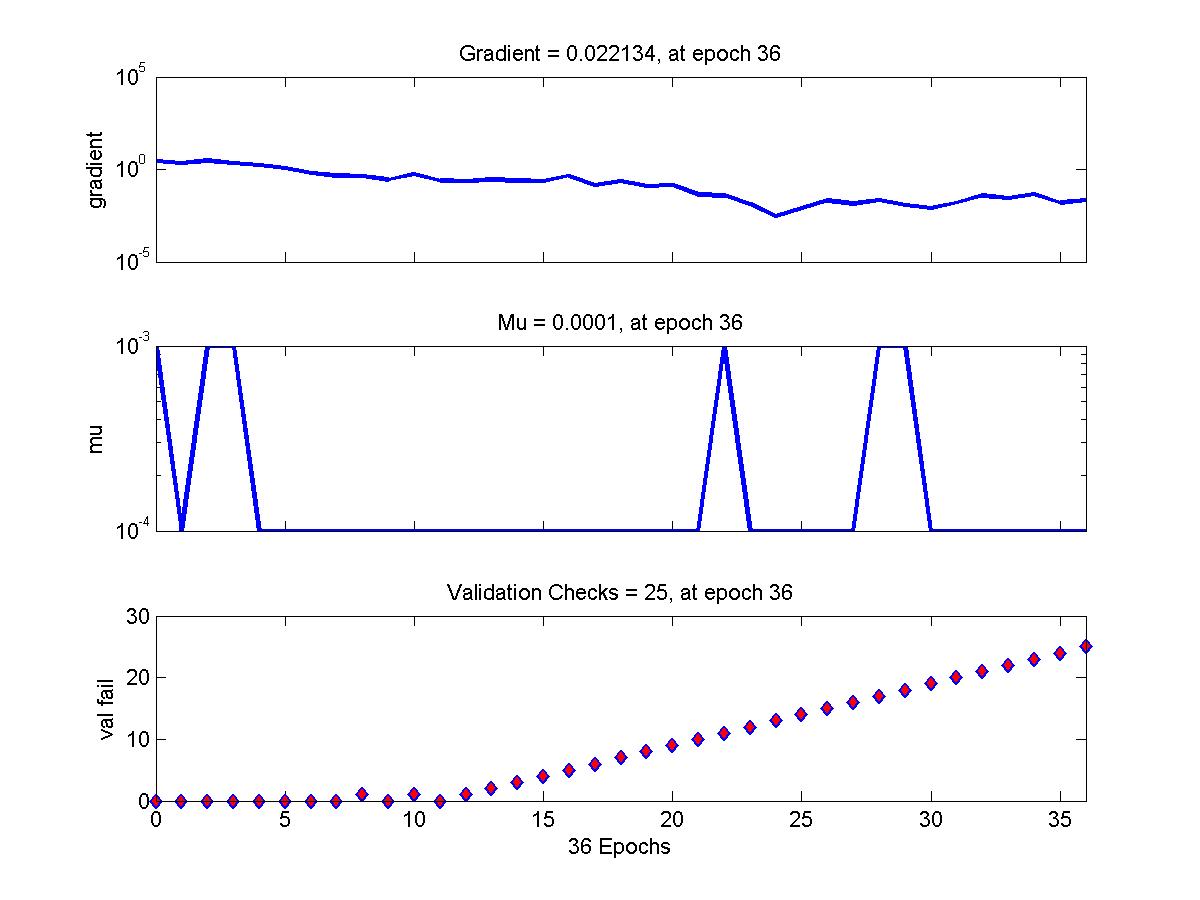 Gradient = 0.022134, at epoch 36
10^5
10^0
10^-5
gradient
Mu = 0.0001, at epoch 36
10^-3
10^-4
mu
Validation Checks = 25, at epoch 36
30
20
10
0
val fail
0 5 10 15 20 25 30 35
36 Epochs